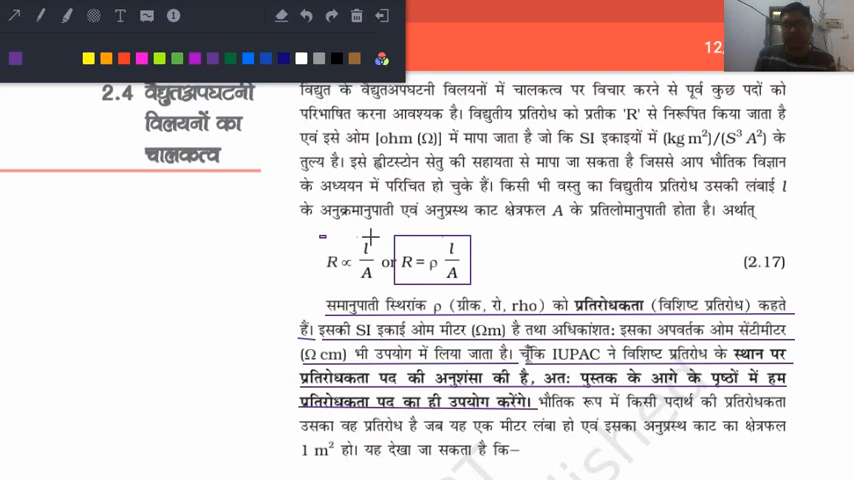 12,
2.4 वैद्युतअपघटनी
विलयनों का
चालकत्व
विद्युत के वैद्युतअपघटनी विलयनों में चालकत्व पर विचार करने से पूर्व कुछ पदों को
परिभाषित करना आवश्यक है। विद्युतीय प्रतिरोध को प्रतीक 'R' से निरूपित किया जाता है
एवं इसे ओम [ohm (Ω)] में मापा जाता है जो कि SI इकाइयों में (kg m²)/(S³ A²) के
तुल्य है। इसे ह्वीटस्टोन सेतु की सहायता से मापा जा सकता है जिससे आप भौतिक विज्ञान
के अध्ययन में परिचित हो चुके हैं। किसी भी वस्तु का विद्युतीय प्रतिरोध उसकी लंबाई l
के अनुक्रमानुपाती एवं अनुप्रस्थ काट क्षेत्रफल A के प्रतिलोमानुपाती होता है। अर्थात्
R ∝ l/A or R = ρ l/A (2.17)
समानुपाती स्थिरांक ρ (ग्रीक, रो, rho) को प्रतिरोधकता (विशिष्ट प्रतिरोध) कहते
हैं। इसकी SI इकाई ओम मीटर (Ωm) है तथा अधिकांशतः इसका अपवर्तक ओम सेंटीमीटर
(Ω cm) भी उपयोग में लिया जाता है। चूँकि IUPAC ने विशिष्ट प्रतिरोध के स्थान पर
प्रतिरोधकता पद की अनुशंसा की है, अतः पुस्तक के आगे के पृष्ठों में हम
प्रतिरोधकता पद का ही उपयोग करेंगे। भौतिक रूप में किसी पदार्थ की प्रतिरोधकता
उसका वह प्रतिरोध है जब यह एक मीटर लंबा हो एवं इसका अनुप्रस्थ काट का क्षेत्रफल
1 m² हो। यह देखा जा सकता है कि–